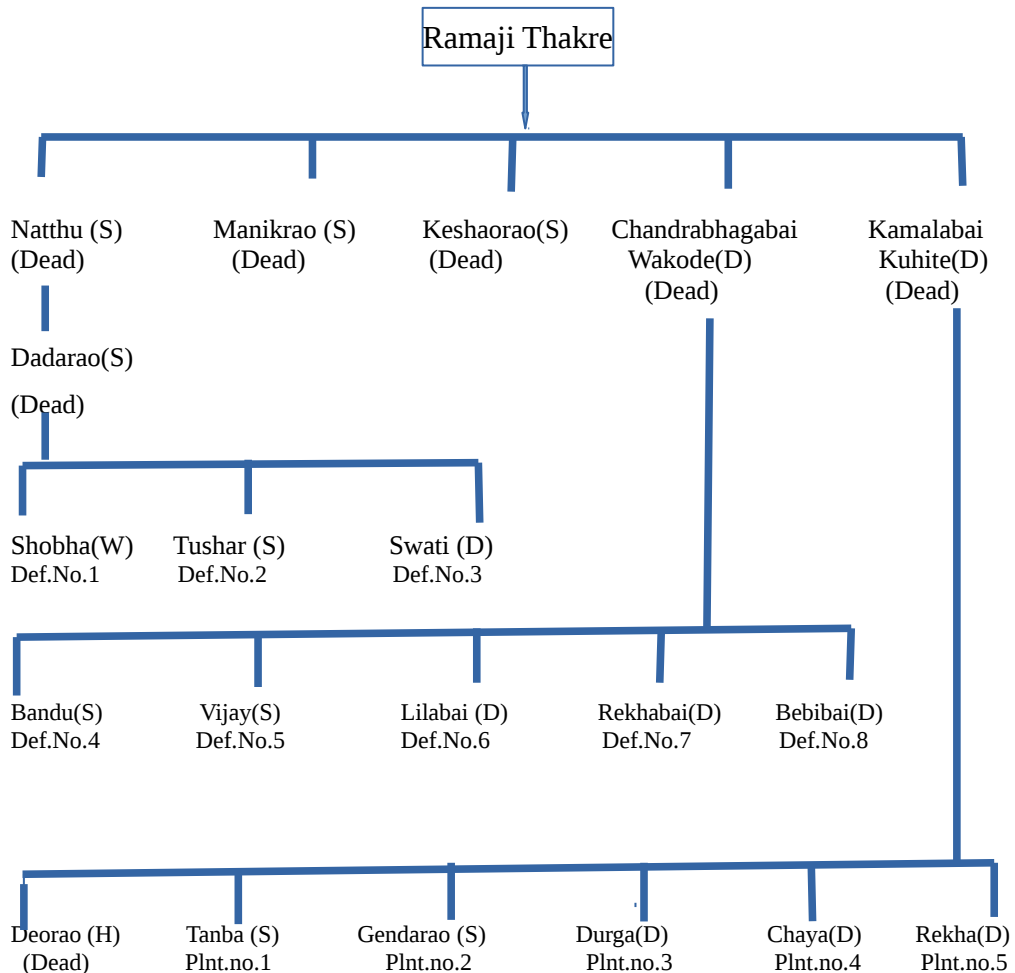 Ramaji Thakre
Natthu (S) Manikrao (S) Keshaorao(S) Chandrabhagabai Kamalabai
(Dead) (Dead) (Dead) Wakode(D) Kuhite(D)
(Dead) (Dead)
Dadarao(S)
(Dead)
Shobha(W) Tushar (S) Swati (D)
Def.No.1 Def.No.2 Def.No.3
Bandu(S) Vijay(S) Lilabai (D) Rekhabai(D) Bebibai(D)
Def.No.4 Def.No.5 Def.No.6 Def.No.7 Def.No.8
Deorao (H) Tanba (S) Gendarao (S) Durga(D) Chaya(D) Rekha(D)
(Dead) Plnt.no.1 Plnt.no.2 Plnt.no.3 Plnt.no.4 Plnt.no.5